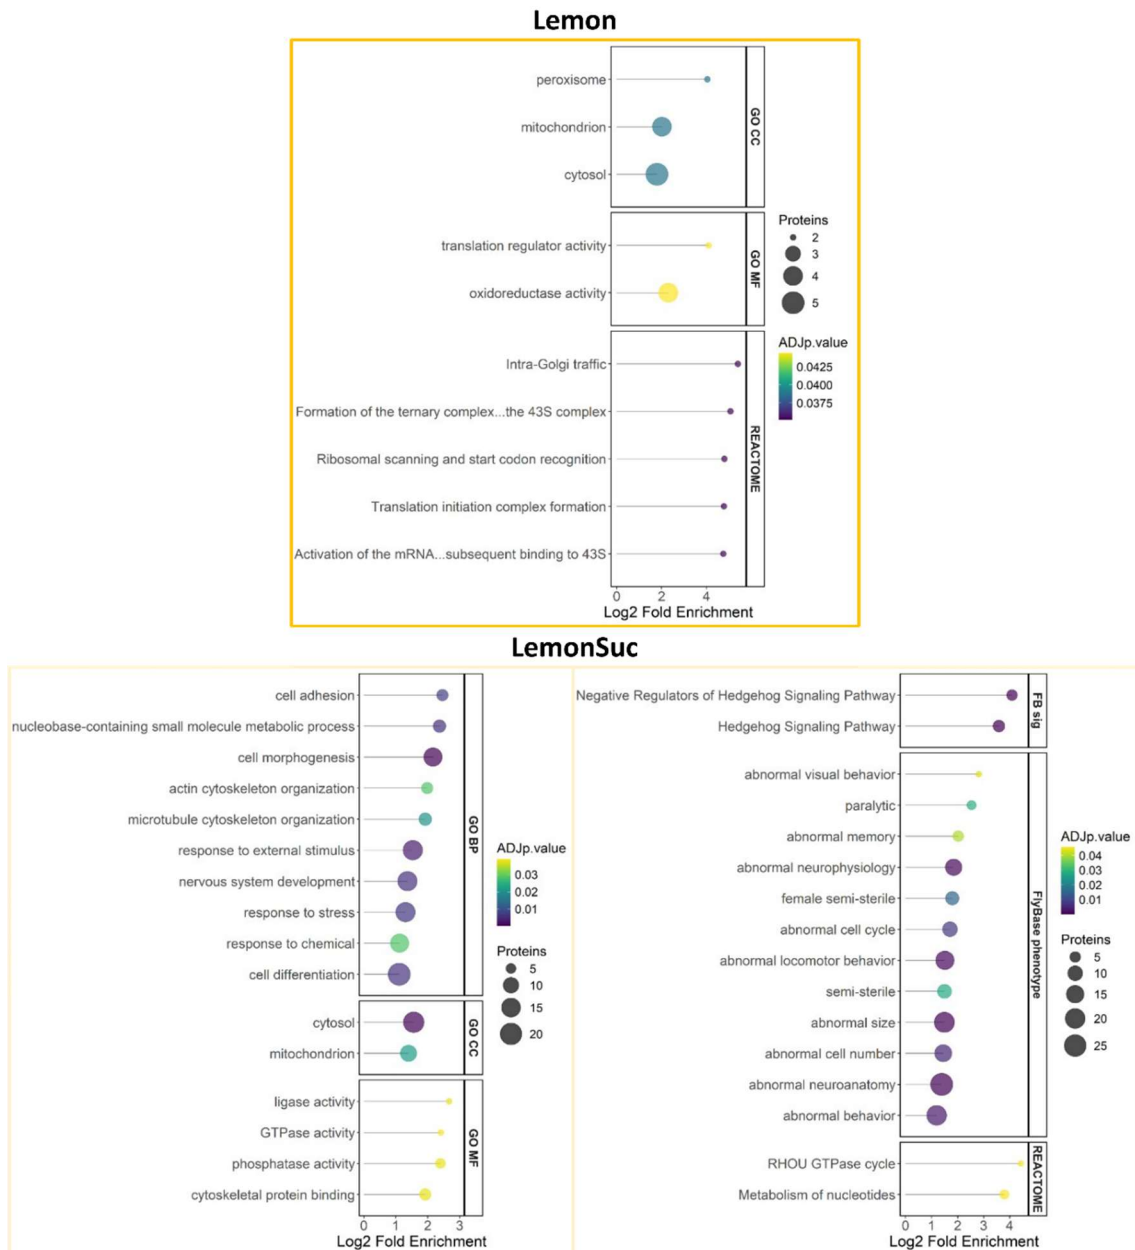 Lemon
peroxisome
mitochondrion
cytosol
GO CC
translation regulator activity
oxidoreductase activity
GO MF
Intra-Golgi traffic
Formation of the ternary complex...the 43S complex
Ribosomal scanning and start codon recognition
Translation initiation complex formation
Activation of the mRNA...subsequent binding to 43S
REACTOME
0 2 4
Log2 Fold Enrichment
Proteins
2
3
4
5
ADJp.value
0.0425
0.0400
0.0375
LemonSuc
cell adhesion
nucleobase-containing small molecule metabolic process
cell morphogenesis
actin cytoskeleton organization
microtubule cytoskeleton organization
response to external stimulus
nervous system development
response to stress
response to chemical
cell differentiation
GO BP
cytosol
mitochondrion
GO CC
ligase activity
GTPase activity
phosphatase activity
cytoskeletal protein binding
GO MF
0 1 2 3
Log2 Fold Enrichment
ADJp.value
0.03
0.02
0.01
Proteins
5
10
15
20
Negative Regulators of Hedgehog Signaling Pathway
Hedgehog Signaling Pathway
FB sig
abnormal visual behavior
paralytic
abnormal memory
abnormal neurophysiology
female semi-sterile
abnormal cell cycle
abnormal locomotor behavior
semi-sterile
abnormal size
abnormal cell number
abnormal neuroanatomy
abnormal behavior
FlyBase phenotype
RHOU GTPase cycle
Metabolism of nucleotides
REACTOME
0 1 2 3 4
Log2 Fold Enrichment
ADJp.value
0.04
0.03
0.02
0.01
Proteins
5
10
15
20
25